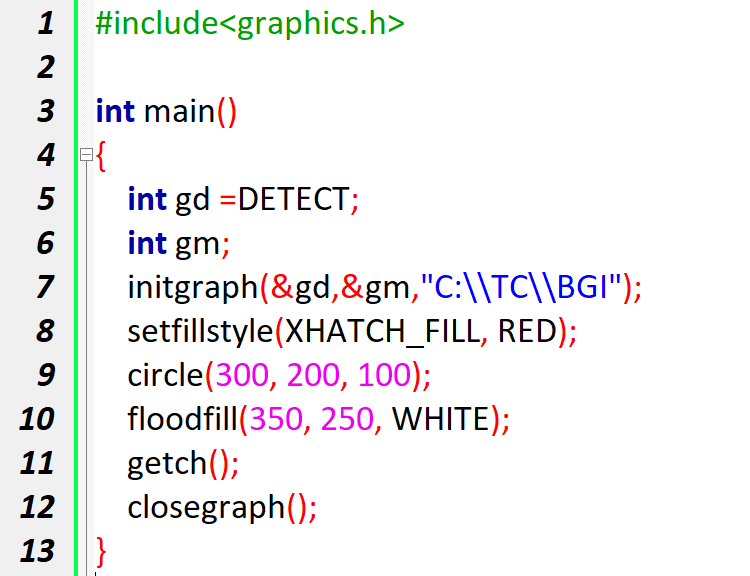 1 #include<graphics.h>
2
3 int main()
4 {
5 int gd =DETECT;
6 int gm;
7 initgraph(&gd,&gm,"C:\\TC\\BGI");
8 setfillstyle(XHATCH_FILL, RED);
9 circle(300, 200, 100);
10 floodfill(350, 250, WHITE);
11 getch();
12 closegraph();
13 }